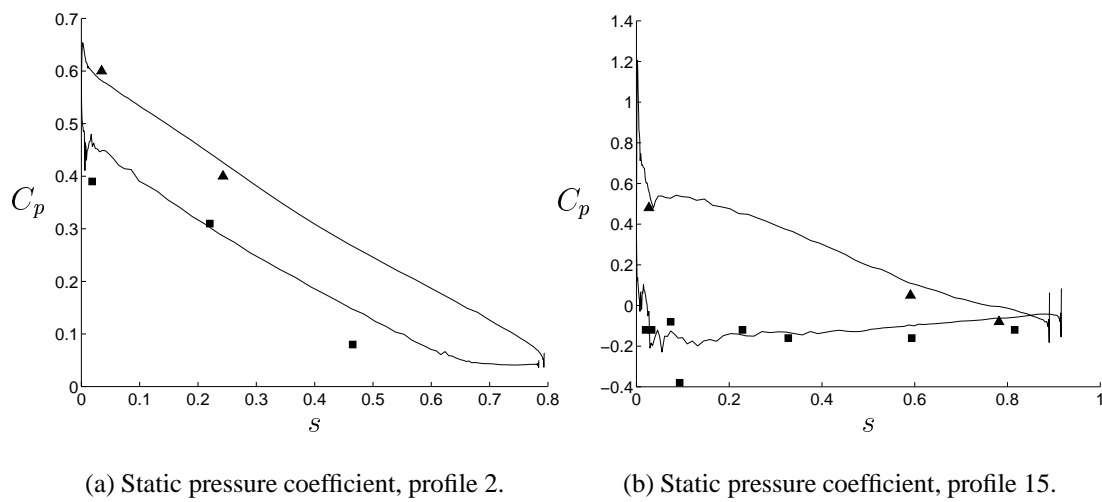 0.7
0.6
0.5
0.4
0.3
0.2
0.1
0
C_p
0 0.1 0.2 0.3 0.4 0.5 0.6 0.7 0.8
s
1.4
1.2
1
0.8
0.6
0.4
0.2
0
−0.2
−0.4
C_p
0 0.2 0.4 0.6 0.8 1
s
(a) Static pressure coefficient, profile 2.
(b) Static pressure coefficient, profile 15.